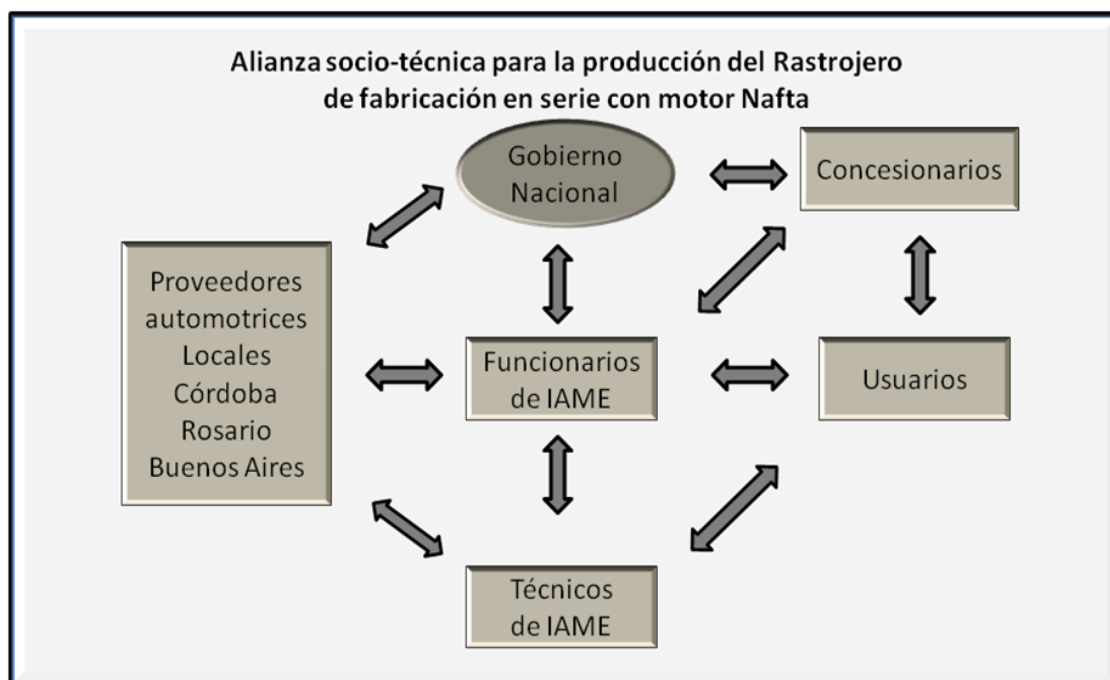 Alianza socio-técnica para la producción del Rastrojero
de fabricación en serie con motor Nafta
Gobierno
Nacional
Concesionarios
Proveedores
automotrices
Locales
Córdoba
Rosario
Buenos Aires
Funcionarios
de IAME
Usuarios
Técnicos
de IAME